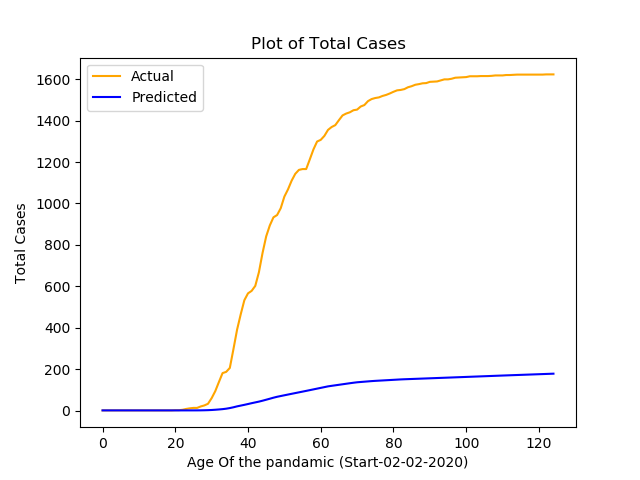 Plot of Total Cases
Actual
Predicted
1600
1400
1200
1000
800
600
400
200
0
Total Cases
0 20 40 60 80 100 120
Age Of the pandamic (Start-02-02-2020)